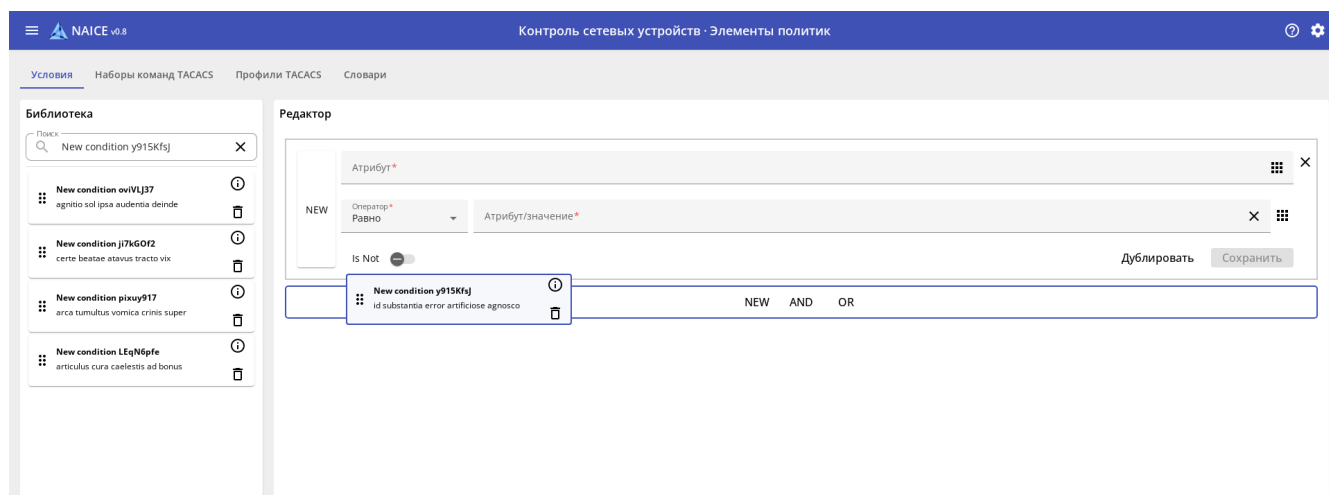 NAICE v0.8
Контроль сетевых устройств · Элементы политик
Условия Наборы команд TACACS Профили TACACS Словари
Библиотека
Поиск
New condition y915KfsJ
New condition oviVLJ37
agnitio sol ipsa audentia deinde
New condition ji7kGOf2
certe beatae atavus tracto vix
New condition pixuy917
arca tumultus vomica crinis super
New condition LEqN6pfe
articulus cura caelestis ad bonus
Редактор
NEW
Атрибут*
Оператор*
Равно
Атрибут/значение*
Is Not
Дублировать Сохранить
New condition y915KfsJ
id substantia error artificiose agnosco
NEW AND OR